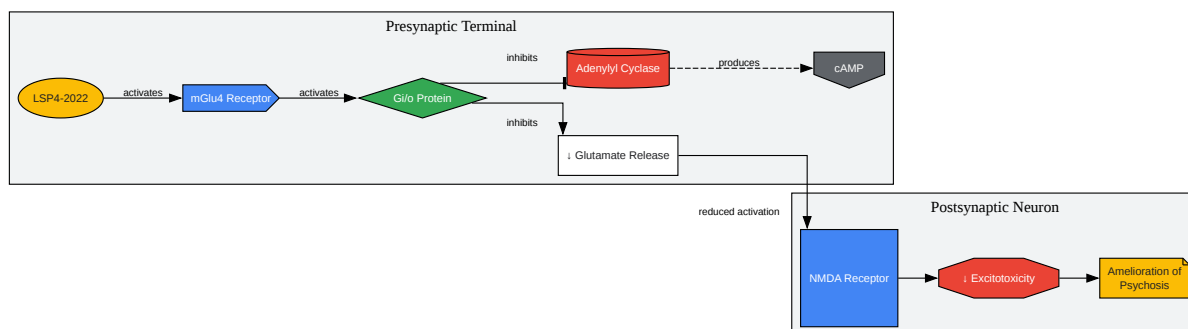 Presynaptic Terminal
LSP4-2022
activates
mGlu4 Receptor
activates
Gi/o Protein
inhibits
Adenylyl Cyclase
produces
cAMP
inhibits
↓ Glutamate Release
reduced activation
Postsynaptic Neuron
NMDA Receptor
↓ Excitotoxicity
Amelioration of
Psychosis